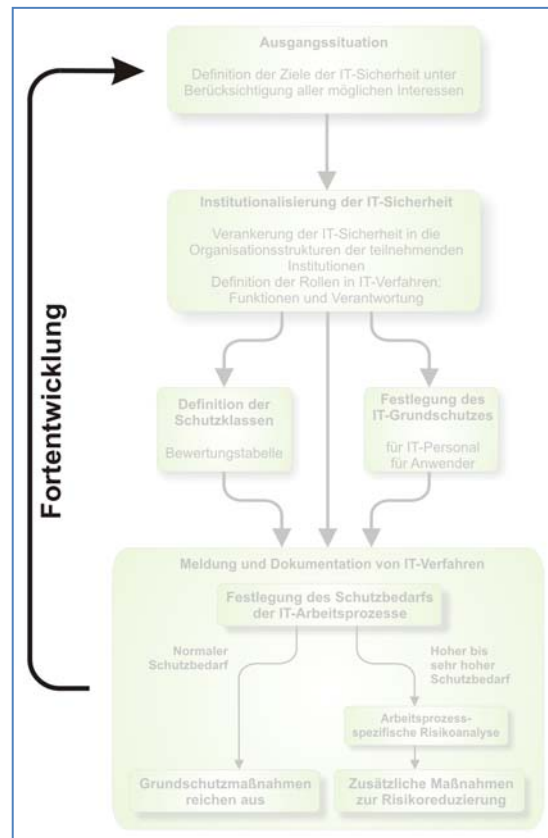 Ausgangssituation
Definition der Ziele der IT-Sicherheit unter
Berücksichtigung aller möglichen Interessen
Institutionalisierung der IT-Sicherheit
Verankerung der IT-Sicherheit in die
Organisationsstrukturen der teilnehmenden
Institutionen
Definition der Rollen in IT-Verfahren:
Funktionen und Verantwortung
Fortentwicklung
Definition der
Schutzklassen
Bewertungstabelle
Festlegung des
IT-Grundschutzes
für IT-Personal
für Anwender
Meldung und Dokumentation von IT-Verfahren
Festlegung des Schutzbedarfs
der IT-Arbeitsprozesse
Normaler
Schutzbedarf
Hoher bis
sehr hoher
Schutzbedarf
Arbeitsprozess-
spezifische Risikoanalyse
Grundschutzmaßnahmen
reichen aus
Zusätzliche Maßnahmen
zur Risikoreduzierung